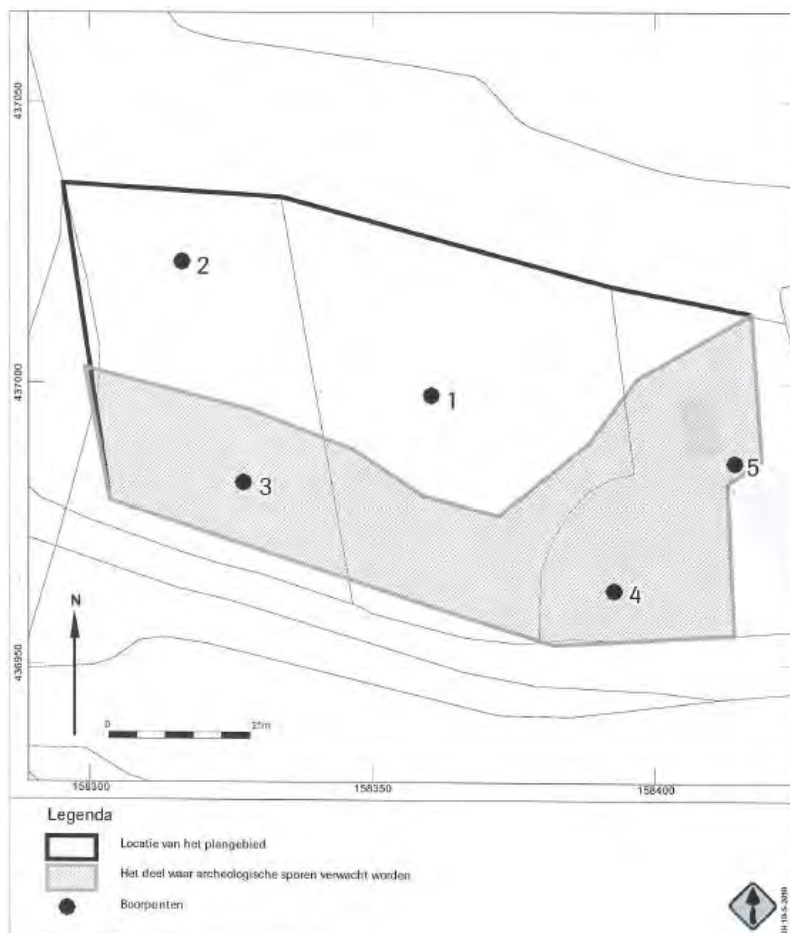 437050
437000
436950
2
1
3
5
4
N
0
25m
158300
158350
158400
Legenda
Locatie van het plangebied
Het deel waar archeologische sporen verwacht worden
Boorpunten